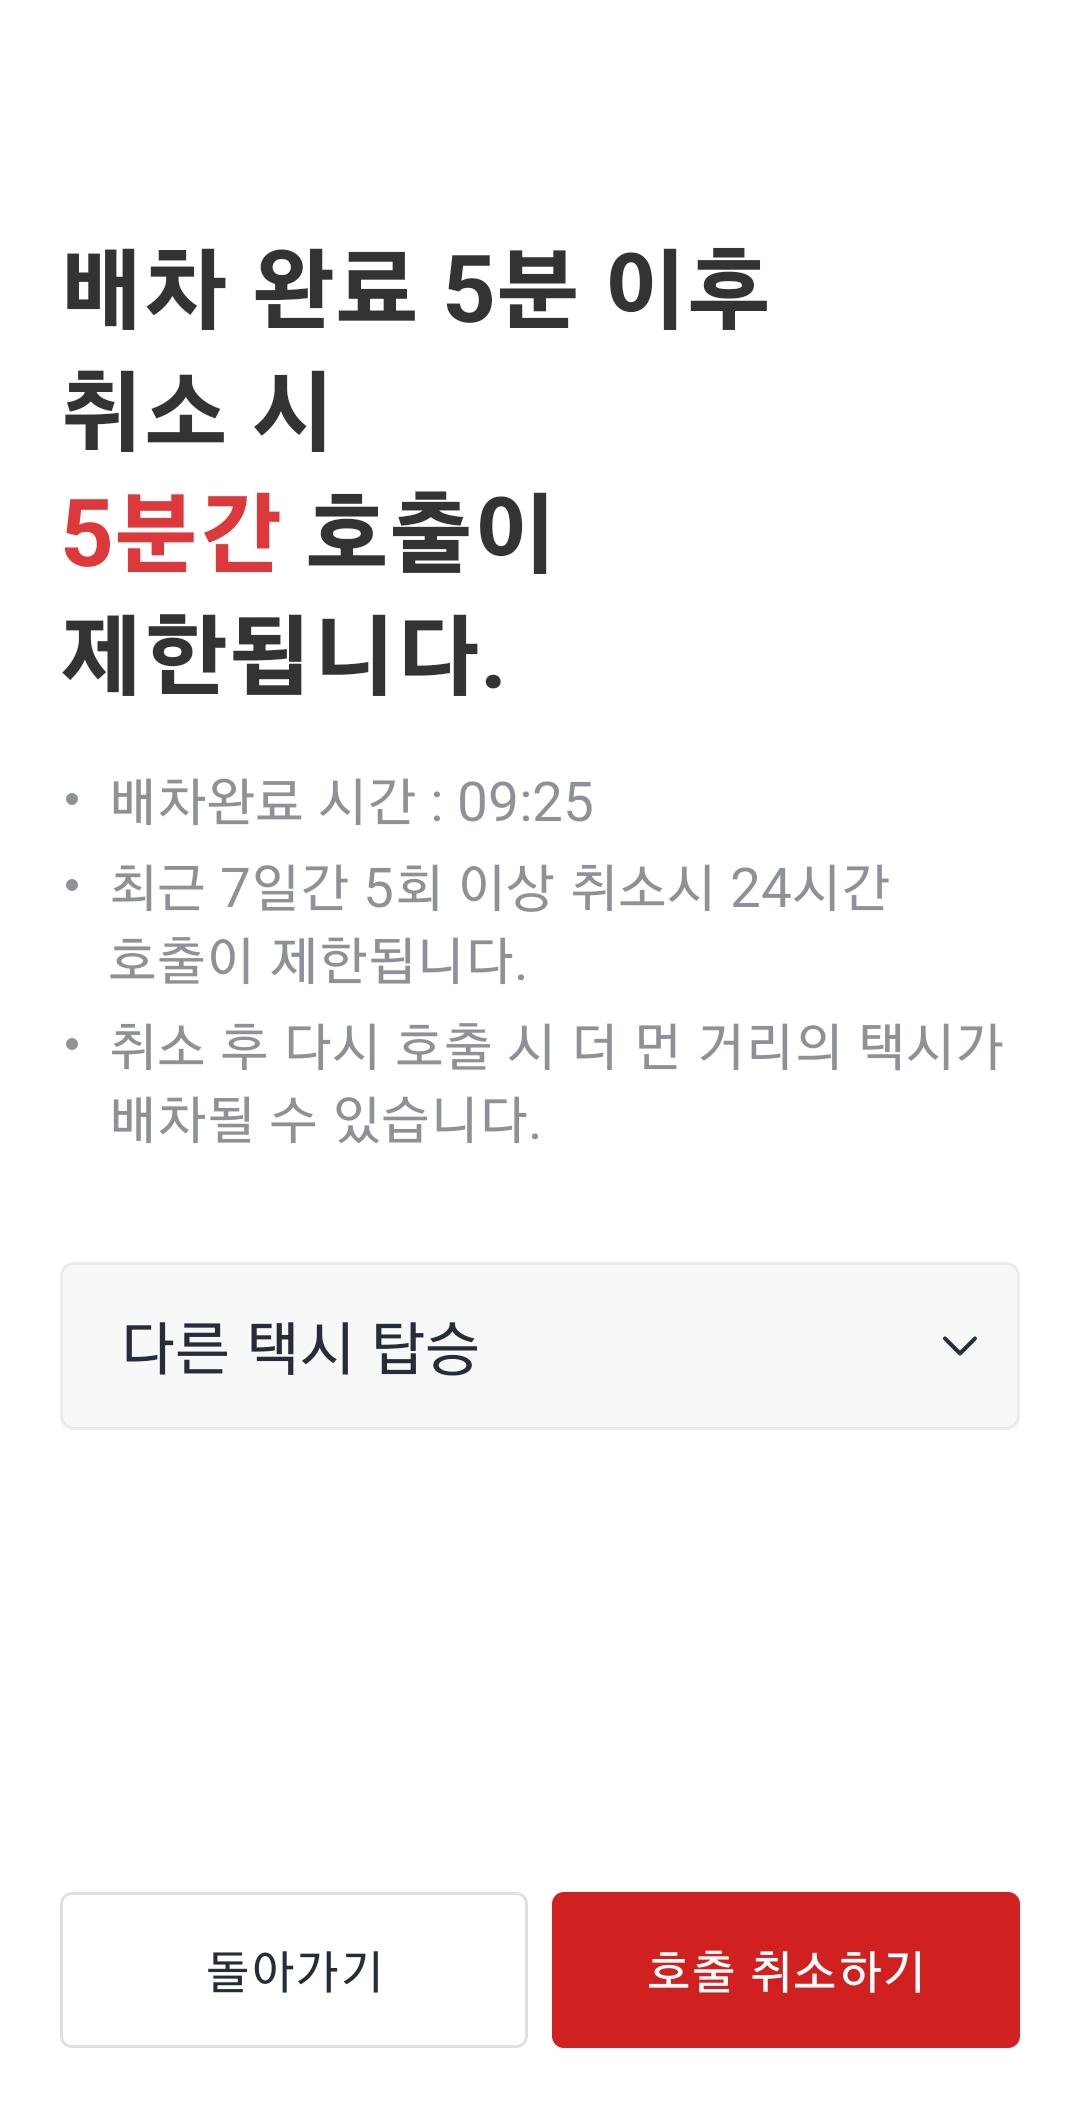 배차 완료 5분 이후
취소 시
5분간 호출이
제한됩니다.
• 배차완료 시간 : 09:25
• 최근 7일간 5회 이상 취소시 24시간
호출이 제한됩니다.
• 취소 후 다시 호출 시 더 먼 거리의 택시가
배차될 수 있습니다.
다른 택시 탑승
돌아가기
호출 취소하기